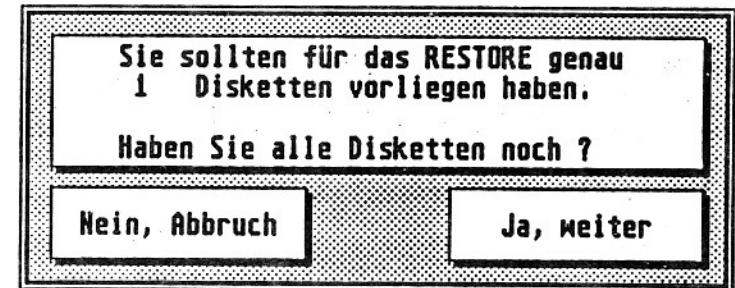 Sie sollten für das RESTORE genau
1 Disketten vorliegen haben.
Haben Sie alle Disketten noch ?
Nein, Abbruch
Ja, weiter